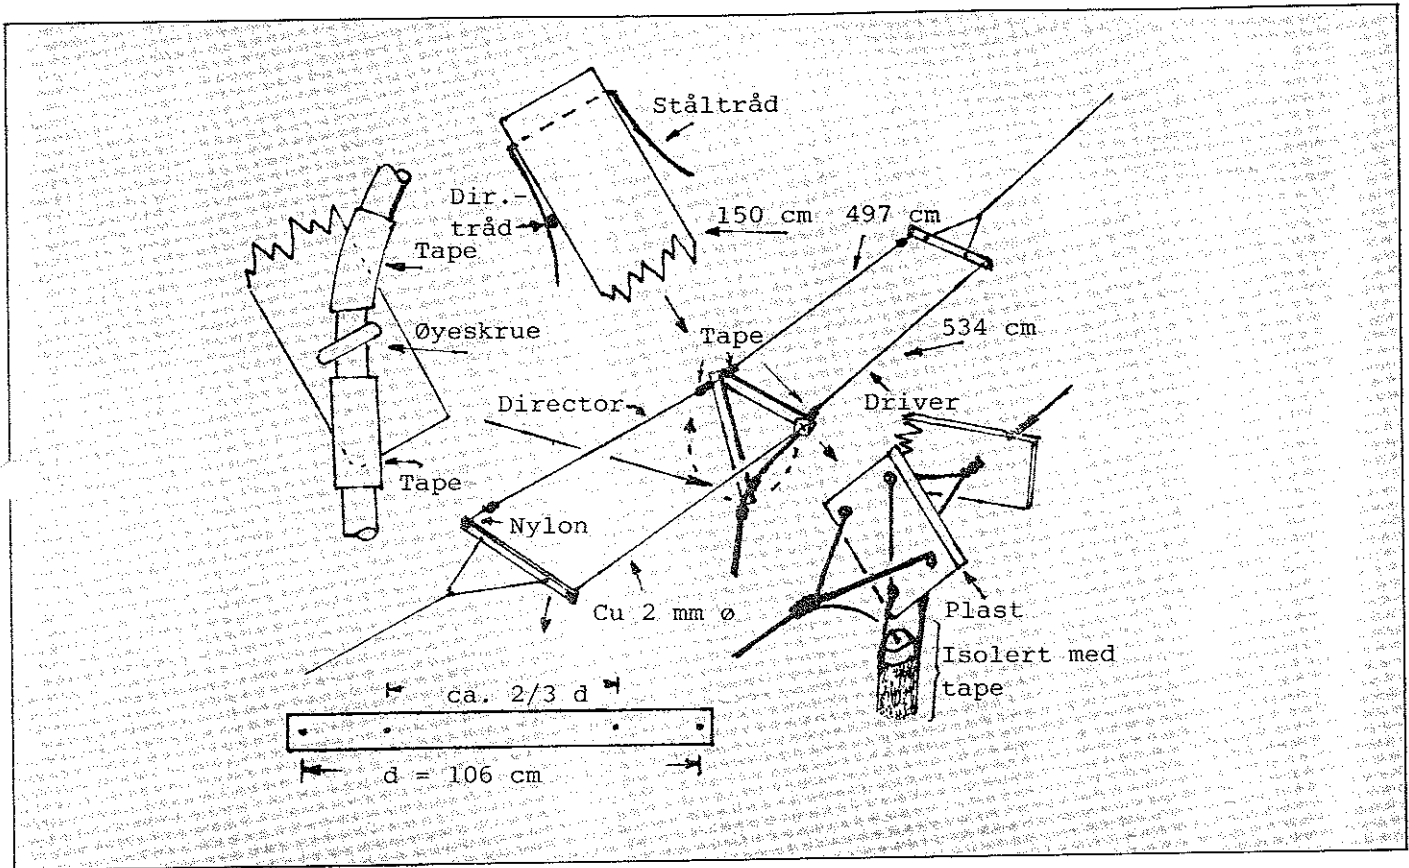 Ståltråd
Dir.-
tråd
150 cm
497 cm
Tape
Øyeskrue
Tape
534 cm
Director
Driver
Tape
Nylon
Cu 2 mm ø
Plast
Isolert med
tape
ca. 2/3 d
d = 106 cm